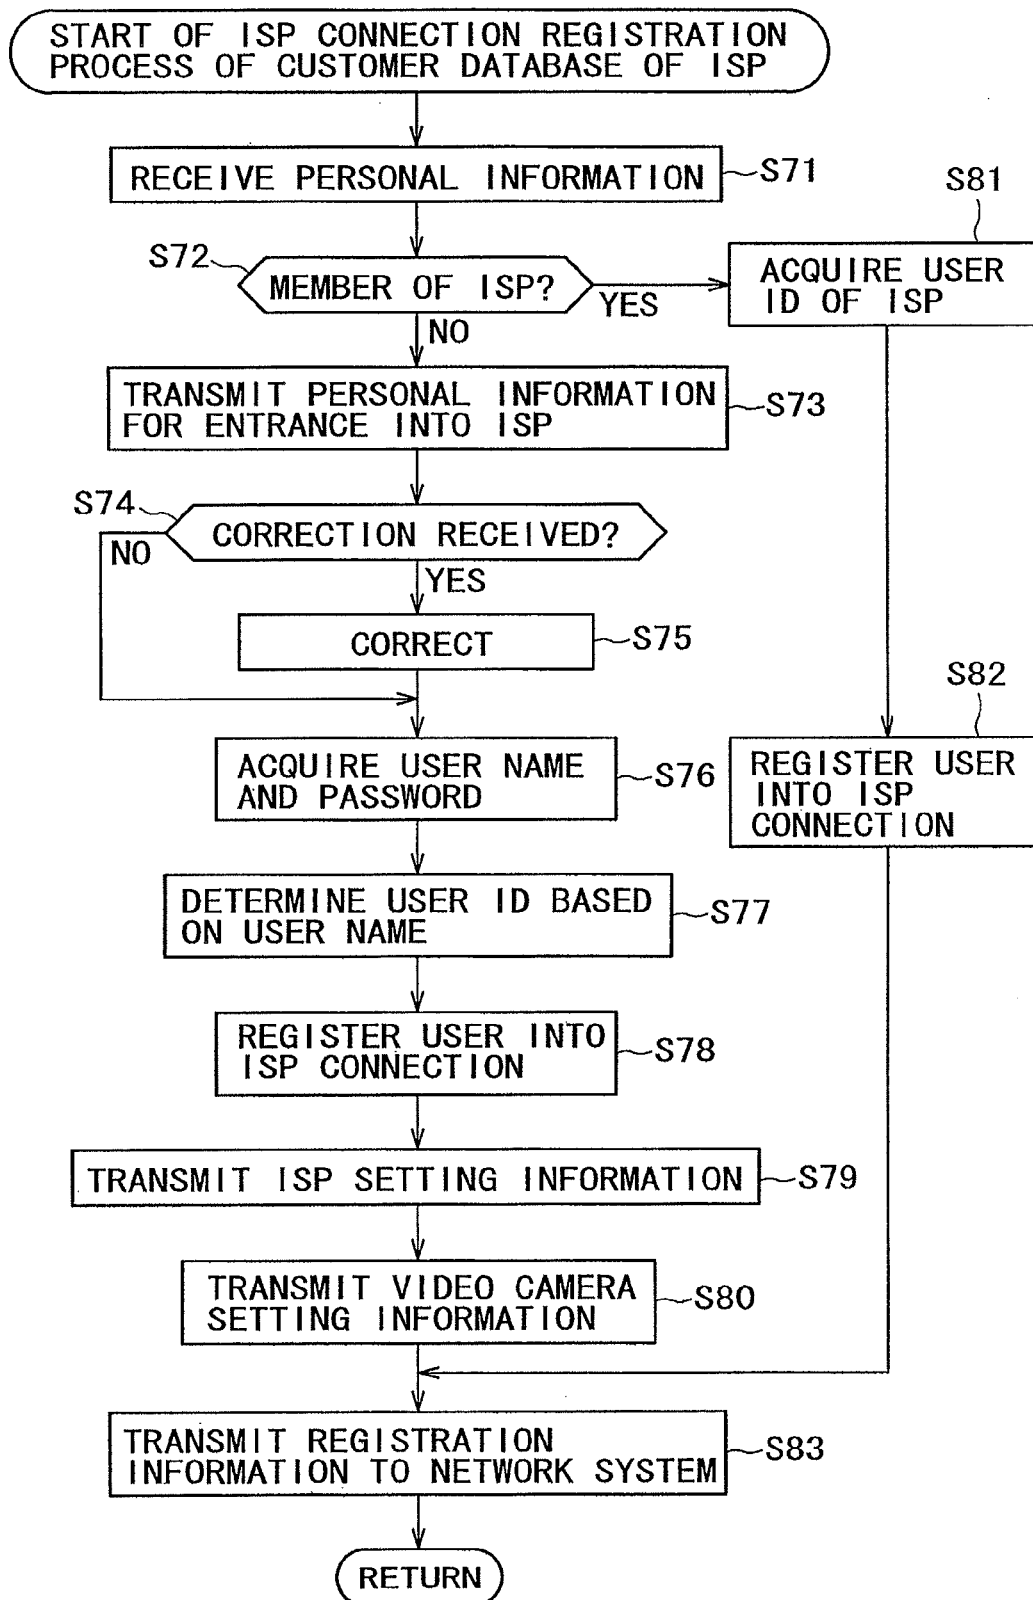 START OF ISP CONNECTION REGISTRATION
PROCESS OF CUSTOMER DATABASE OF ISP
RECEIVE PERSONAL INFORMATION
S71
S72
MEMBER OF ISP?
YES
NO
S81
ACQUIRE USER
ID OF ISP
TRANSMIT PERSONAL INFORMATION
FOR ENTRANCE INTO ISP
S73
S74
CORRECTION RECEIVED?
NO
YES
CORRECT
S75
ACQUIRE USER NAME
AND PASSWORD
S76
S82
REGISTER USER
INTO ISP
CONNECTION
DETERMINE USER ID BASED
ON USER NAME
S77
REGISTER USER INTO
ISP CONNECTION
S78
TRANSMIT ISP SETTING INFORMATION
S79
TRANSMIT VIDEO CAMERA
SETTING INFORMATION
S80
TRANSMIT REGISTRATION
INFORMATION TO NETWORK SYSTEM
S83
RETURN